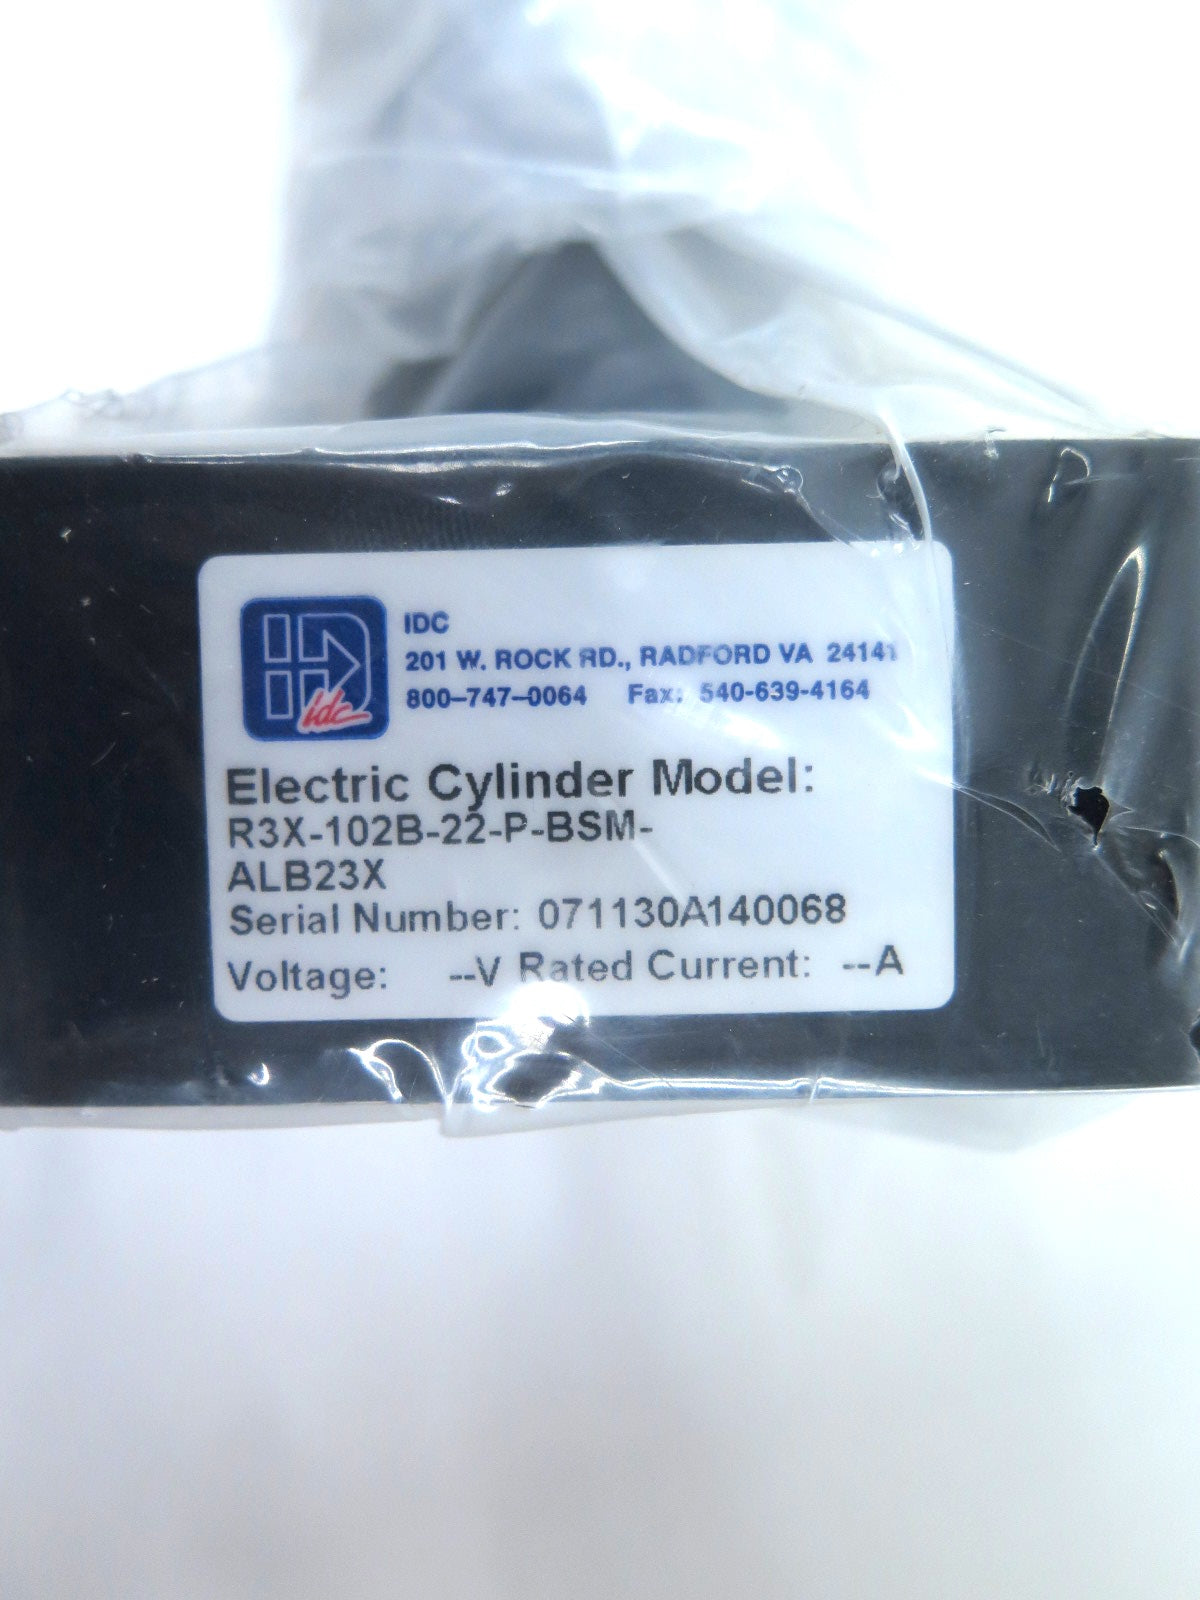 idc
IDC
201 W. ROCK RD., RADFORD VA 24141
800-747-0064 Fax: 540-639-4164
Electric Cylinder Model:
R3X-102B-22-P-BSM-
ALB23X
Serial Number: 071130A140068
Voltage: --V Rated Current: --A